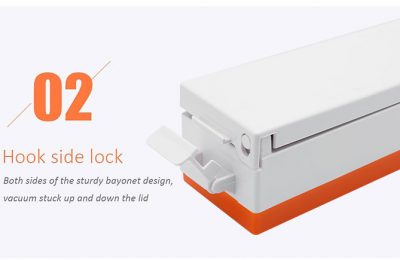 02
Hook side lock
Both sides of the sturdy bayonet design,
vacuum stuck up and down the lid